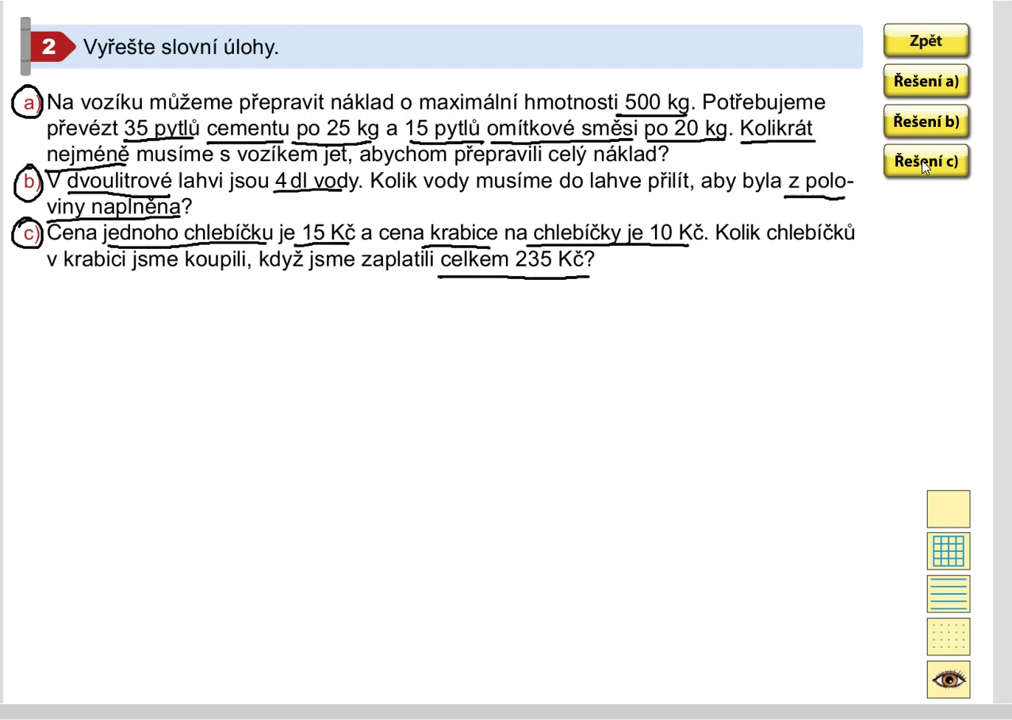 2 Vyřešte slovní úlohy.
Zpět
Řešení a)
Řešení b)
Řešení c)
a) Na vozíku můžeme přepravit náklad o maximální hmotnosti 500 kg. Potřebujeme
převézt 35 pytlů cementu po 25 kg a 15 pytlů omítkové směsi po 20 kg. Kolikrát
nejméně musíme s vozíkem jet, abychom přepravili celý náklad?
b) V dvoulitrové lahvi jsou 4 dl vody. Kolik vody musíme do lahve přilít, aby byla z polo-
viny naplněna?
c) Cena jednoho chlebíčku je 15 Kč a cena krabice na chlebíčky je 10 Kč. Kolik chlebíčků
v krabici jsme koupili, když jsme zaplatili celkem 235 Kč?